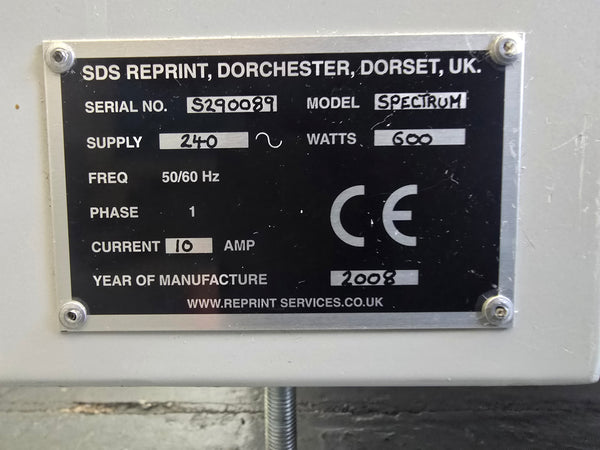 SDS REPRINT, DORCHESTER, DORSET, UK.
SERIAL NO. S290089 MODEL SPECTRUM
SUPPLY 240 ~ WATTS 600
FREQ 50/60 Hz
PHASE 1
CURRENT 10 AMP
CE
YEAR OF MANUFACTURE 2008
WWW.REPRINT SERVICES.CO.UK